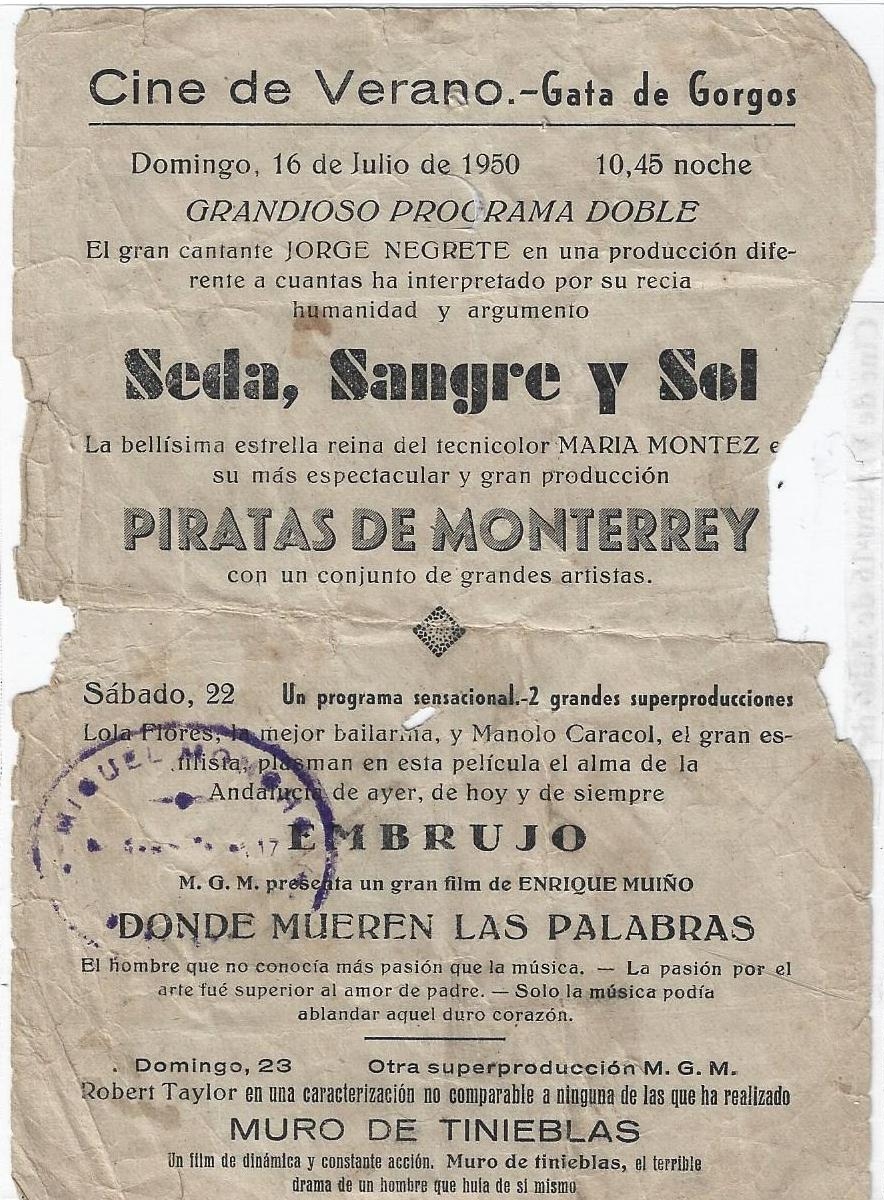 Cine de Verano.-Gata de Gorgos
Domingo, 16 de Julio de 1950 10,45 noche
GRANDIOSO PROGRAMA DOBLE
El gran cantante JORGE NEGRETE en una producción dife-
rente a cuantas ha interpretado por su recia
humanidad y argumento
Seda, Sangre y Sol
La bellísima estrella reina del tecnicolor MARIA MONTEZ e
su más espectacular y gran producción
PIRATAS DE MONTERREY
con un conjunto de grandes artistas.
Sábado, 22 Un programa sensacional.-2 grandes superproducciones
Lola Flores, la mejor bailarina, y Manolo Caracol, el gran es-
tilista, plasman en esta película el alma de la
Andalucía de ayer, de hoy y de siempre
MIGUEL
17
EMBRUJO
M. G. M. presenta un gran film de ENRIQUE MUIÑO
DONDE MUEREN LAS PALABRAS
El hombre que no conocía más pasión que la música. — La pasión por el
arte fué superior al amor de padre. — Solo la música podía
ablandar aquel duro corazón.
Domingo, 23 Otra superproducción M. G. M.
Robert Taylor en una caracterización no comparable a ninguna de las que ha realizado
MURO DE TINIEBLAS
Un film de dinámica y constante acción. Muro de tinieblas, el terrible
drama de un hombre que huia de si mismo